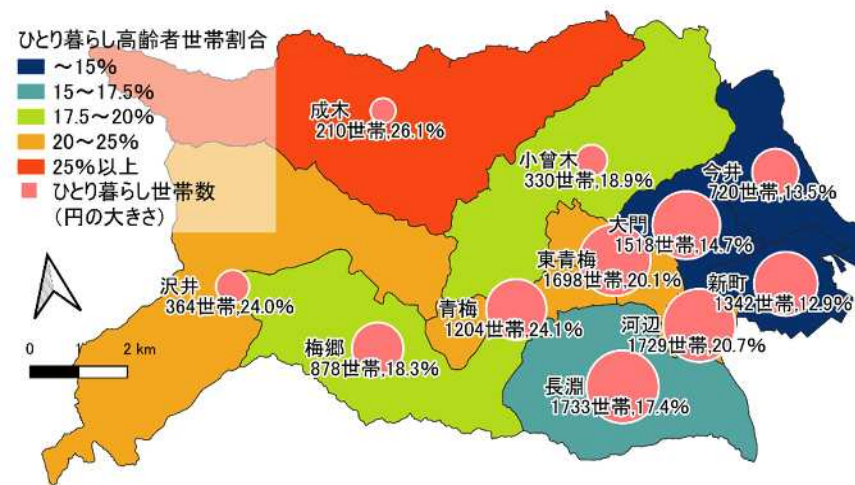 ひとり暮らし高齢者世帯割合
～15%
15～17.5%
17.5～20%
20～25%
25%以上
ひとり暮らし世帯数
(円の大きさ)
成木
210世帯,26.1%
小曾木
330世帯,18.9%
今井
720世帯,13.5%
大門
1518世帯,14.7%
東青梅
1698世帯,20.1%
新町
1342世帯,12.9%
沢井
364世帯,24.0%
青梅
1204世帯,24.1%
河辺
1729世帯,20.7%
梅郷
878世帯,18.3%
長淵
1733世帯,17.4%
0 1 2 km